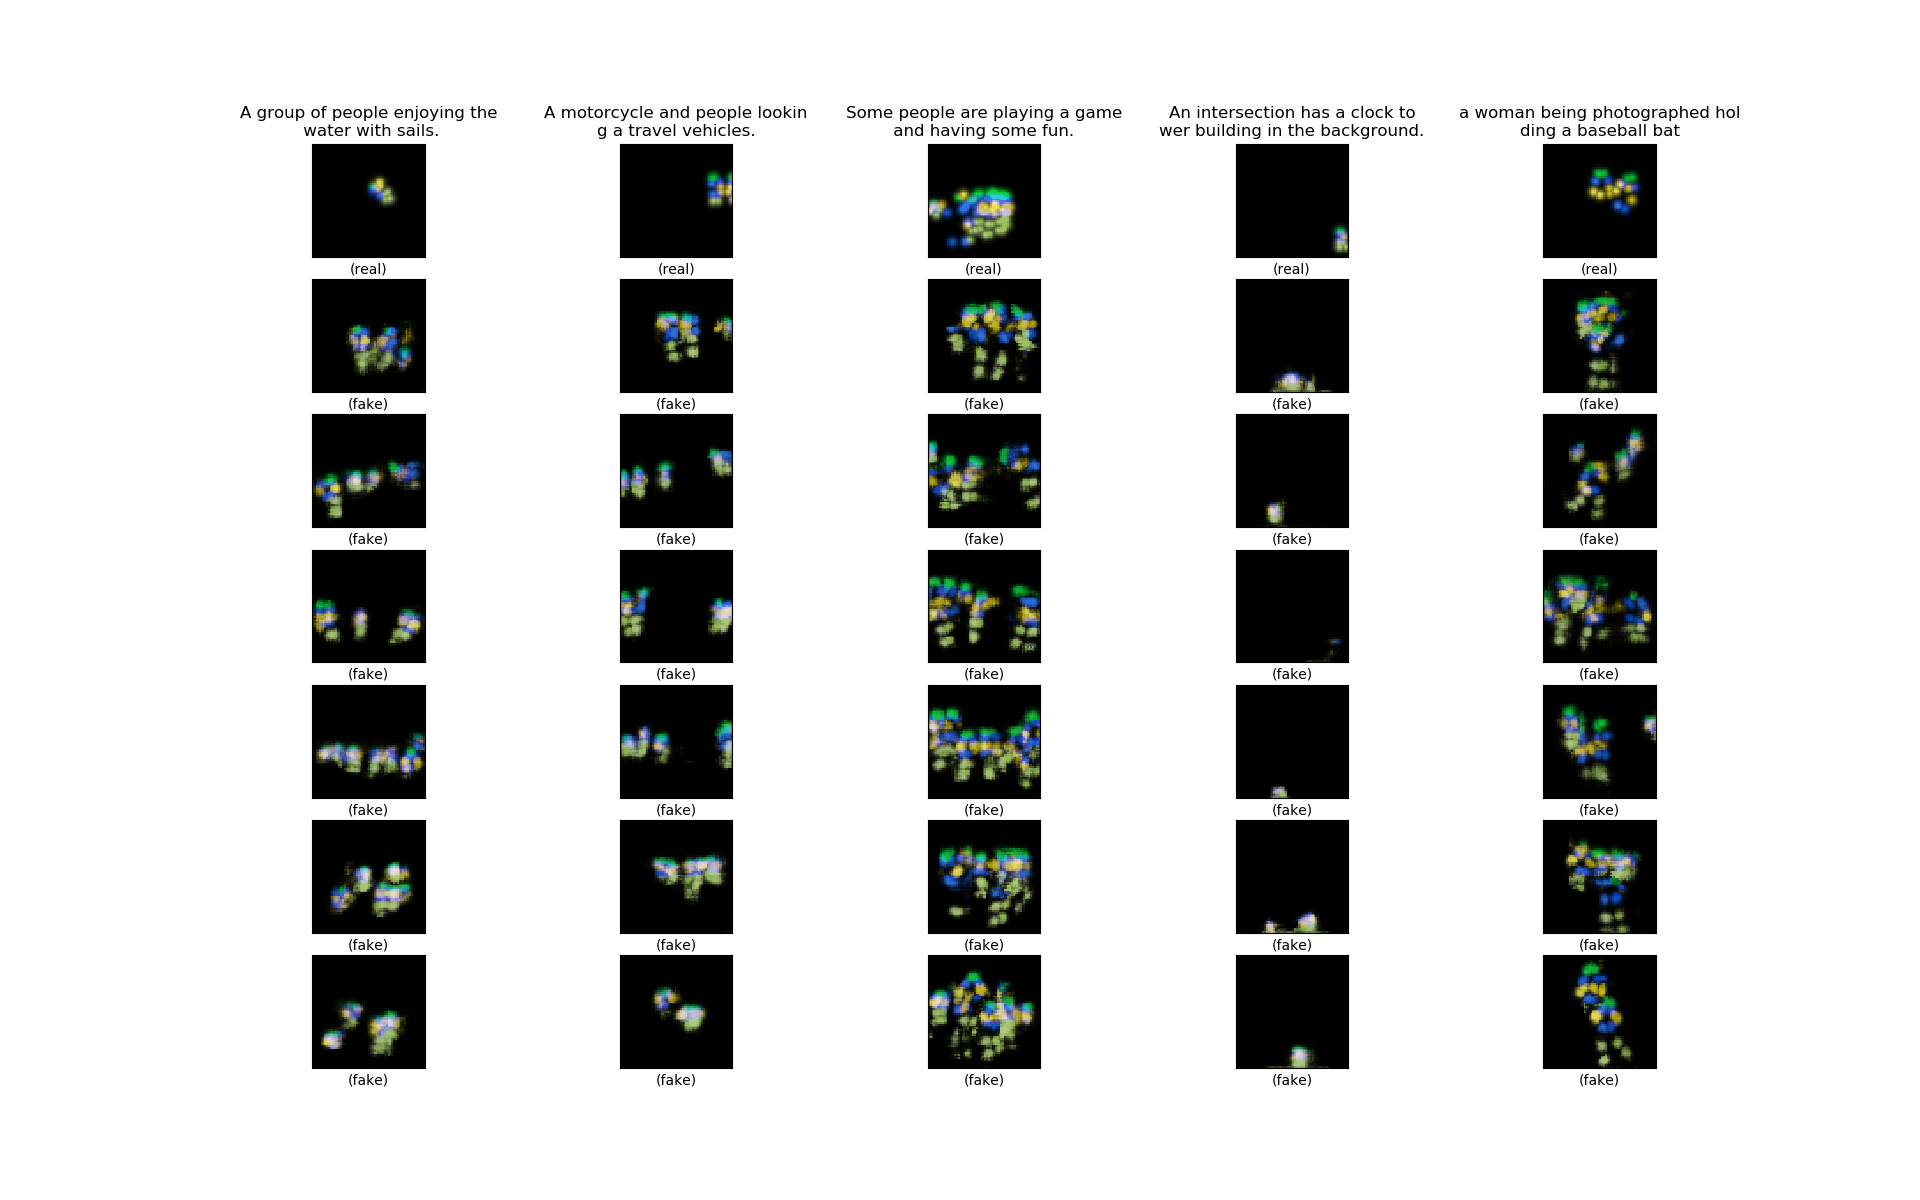 A group of people enjoying the
water with sails.
A motorcycle and people lookin
g a travel vehicles.
Some people are playing a game
and having some fun.
An intersection has a clock to
wer building in the background.
a woman being photographed hol
ding a baseball bat
(real) (real) (real) (real) (real)
(fake) (fake) (fake) (fake) (fake)
(fake) (fake) (fake) (fake) (fake)
(fake) (fake) (fake) (fake) (fake)
(fake) (fake) (fake) (fake) (fake)
(fake) (fake) (fake) (fake) (fake)
(fake) (fake) (fake) (fake) (fake)